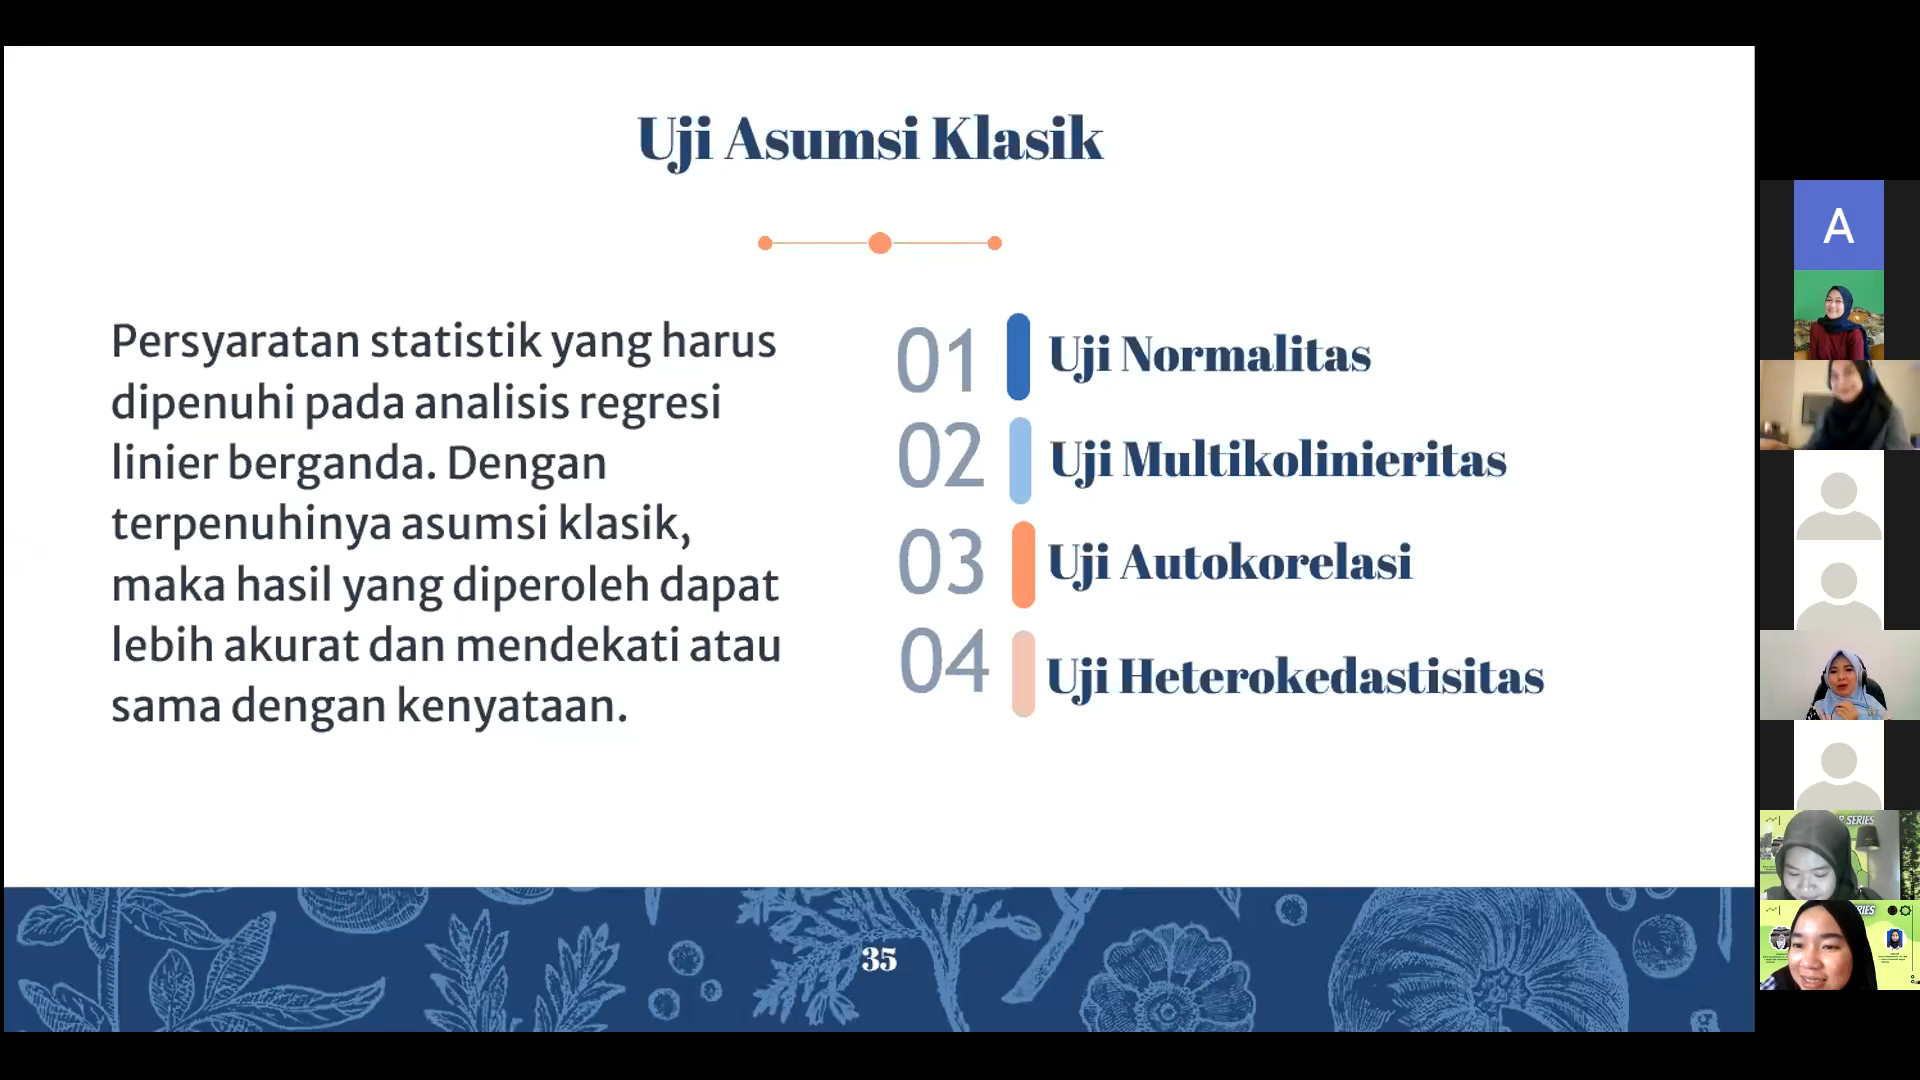 Uji Asumsi Klasik
Persyaratan statistik yang harus
dipenuhi pada analisis regresi
linier berganda. Dengan
terpenuhinya asumsi klasik,
maka hasil yang diperoleh dapat
lebih akurat dan mendekati atau
sama dengan kenyataan.
01 Uji Normalitas
02 Uji Multikolinieritas
03 Uji Autokorelasi
04 Uji Heterokedastisitas
35
A
SERIES